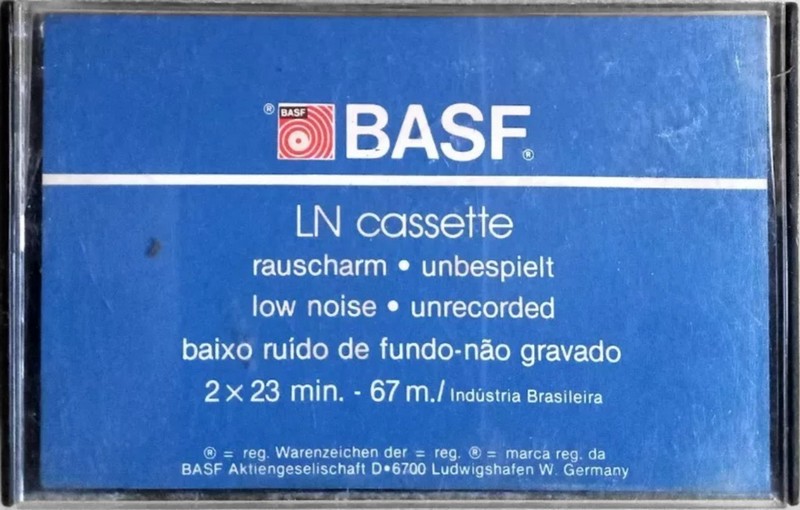 ® BASF BASF®
LN cassette
rauscharm • unbespielt
low noise • unrecorded
baixo ruído de fundo-não gravado
2 x 23 min. - 67 m./ Indústria Brasileira
® = reg. Warenzeichen der = reg. ® = marca reg. da
BASF Aktiengesellschaft D•6700 Ludwigshafen W. Germany